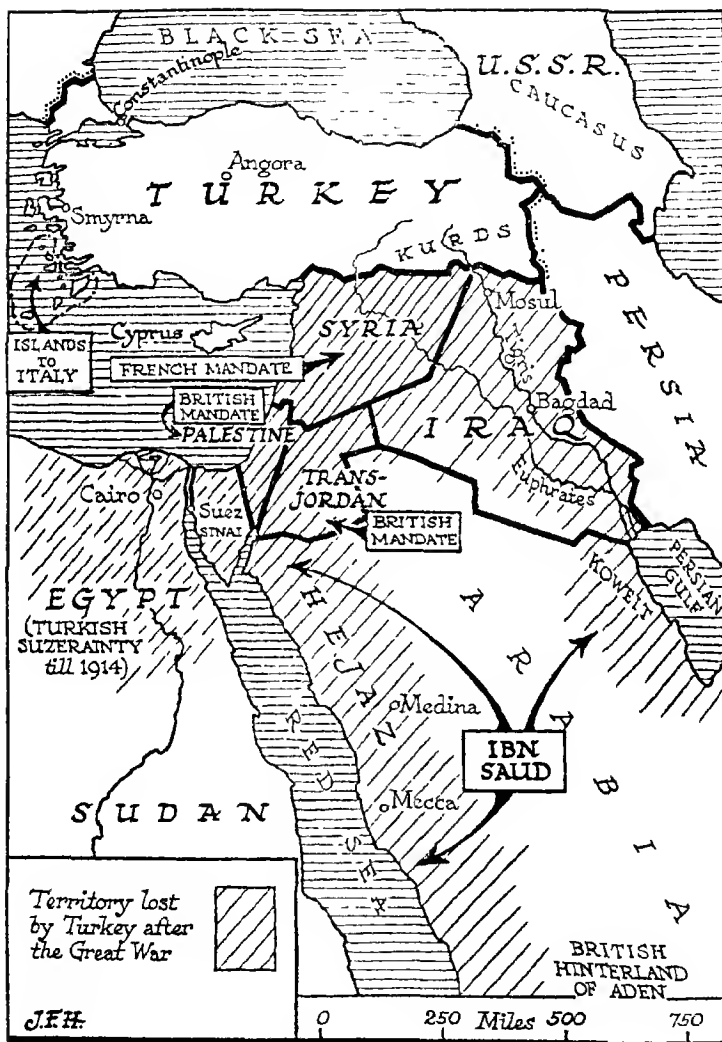 BLACK SEA
U.S.S.R.
CAUCASUS
Constantinople
Angora
TURKEY
Smyrna
KURDS
PERSIA
Mosul
ISLANDS
TO
ITALY
Cyprus
SYRIA
Tigris
FRENCH MANDATE
BRITISH
MANDATE
PALESTINE
Bagdad
IRAQ
Cairo
Suez
SINAI
TRANS-
JORDAN
Euphrates
BRITISH
MANDATE
PERSIAN
GULF
KOWEIT
EGYPT
(TURKISH
SUZERAINTY
till 1914)
HEJAZ
ARABIA
Medina
RED SEA
IBN
SAUD
Mecca
SUDAN
Territory lost
by Turkey after
the Great War
BRITISH
HINTERLAND
OF ADEN
J.F.H.
0 250 Miles 500 750